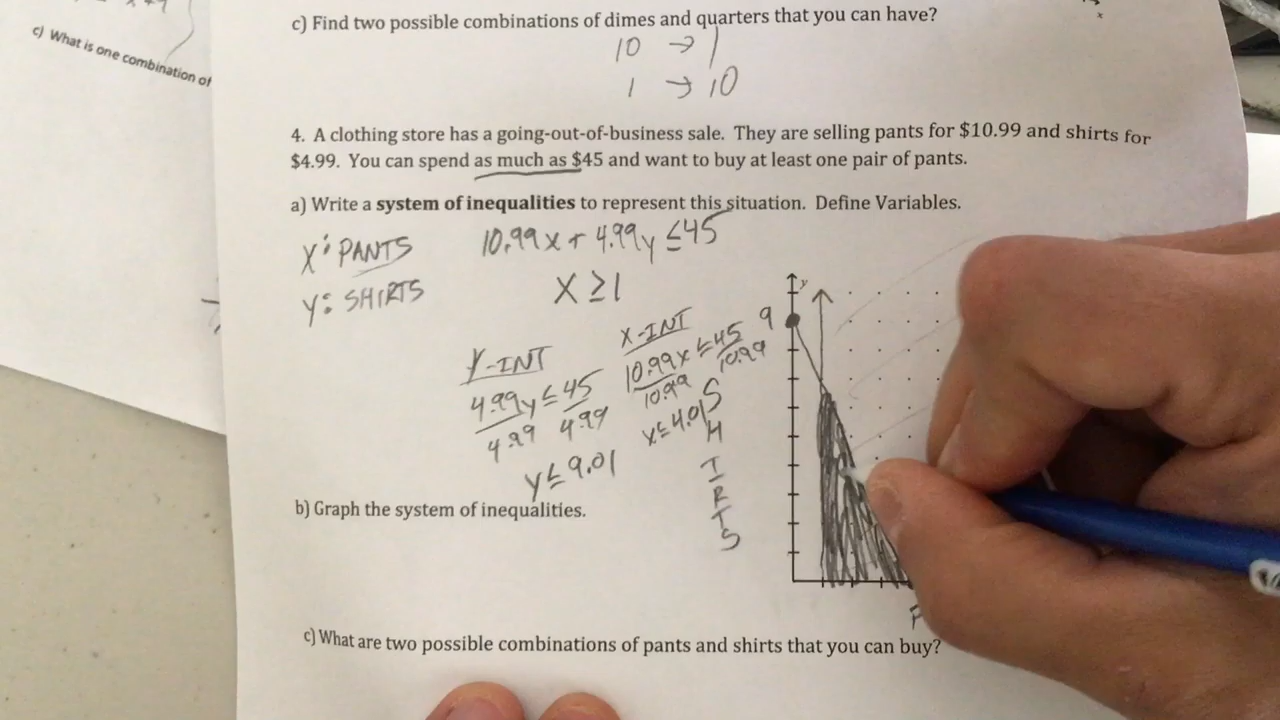 c) What is one combination of
c) Find two possible combinations of dimes and quarters that you can have?
10 → 1
1 → 10
4. A clothing store has a going-out-of-business sale. They are selling pants for $10.99 and shirts for
$4.99. You can spend as much as $45 and want to buy at least one pair of pants.
a) Write a system of inequalities to represent this situation. Define Variables.
X: PANTS
Y: SHIRTS
10.99x + 4.99y ≤ 45
X ≥ 1
Y-INT
4.99y ≤ 45
4.99 4.99
y ≤ 9.01
X-INT
10.99x ≤ 45
10.99 10.99
x ≤ 4.01
y
9
S
H
I
R
T
S
P
x
b) Graph the system of inequalities.
c) What are two possible combinations of pants and shirts that you can buy?